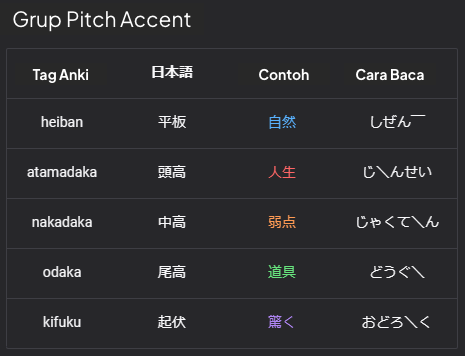 Grup Pitch Accent
Tag Anki 日本語 Contoh Cara Baca
heiban 平板 自然 しぜん￣
atamadaka 頭高 人生 じ＼んせい
nakadaka 中高 弱点 じゃくて＼ん
odaka 尾高 道具 どうぐ＼
kifuku 起伏 驚く おどろ＼く